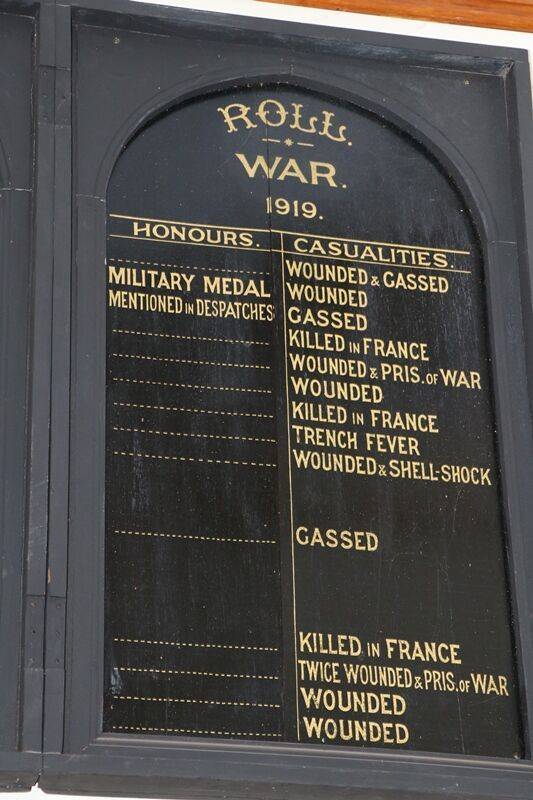 ROLL.
WAR.
1919.
HONOURS. CASUALITIES.
WOUNDED & GASSED
MILITARY MEDAL WOUNDED
MENTIONED IN DESPATCHES GASSED
KILLED IN FRANCE
WOUNDED & PRIS. OF WAR
WOUNDED
KILLED IN FRANCE
TRENCH FEVER
WOUNDED & SHELL-SHOCK
GASSED
KILLED IN FRANCE
TWICE WOUNDED & PRIS. OF WAR
WOUNDED
WOUNDED